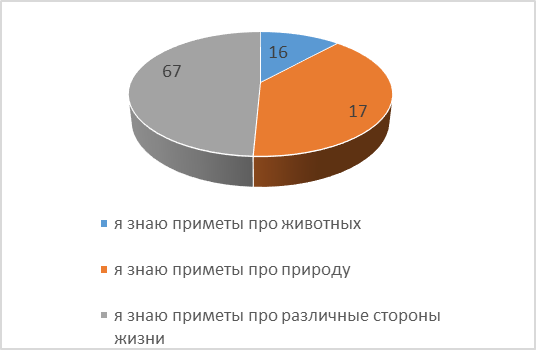 16
67
17
я знаю приметы про животных
я знаю приметы про природу
я знаю приметы про различные стороны
жизни